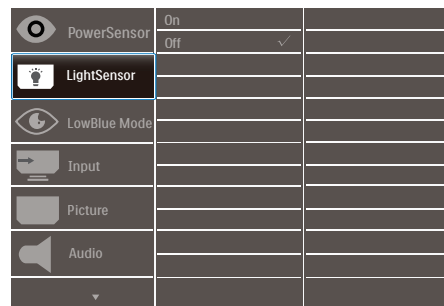 PowerSensor
On
Off
LightSensor
LowBlue Mode
Input
Picture
Audio